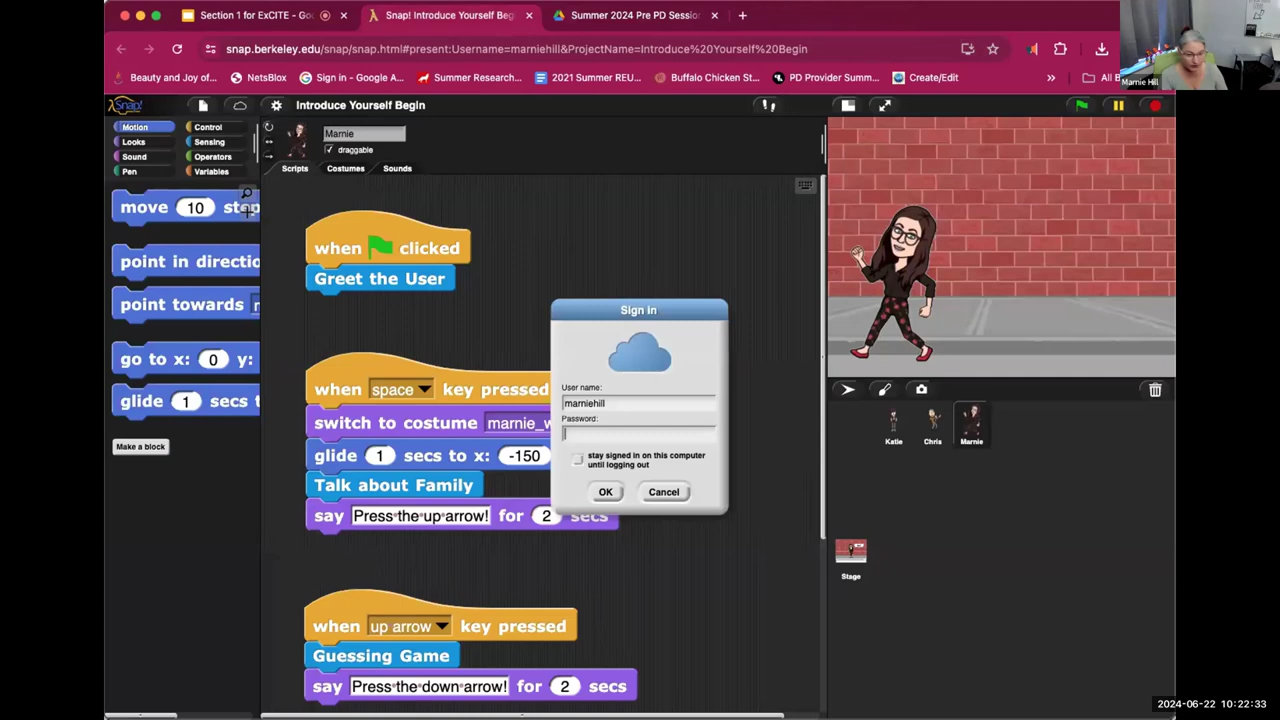 Section 1 for ExCITE - Go
Snap! Introduce Yourself Beg
Summer 2024 Pre PD Sessio
snap.berkeley.edu/snap/snap.html#present:Username=marniehill&ProjectName=Introduce%20Yourself%20Begin
Beauty and Joy of...
NetsBlox
Sign in - Google A...
Summer Research...
2021 Summer REU...
Buffalo Chicken St...
PD Provider Summ...
Create/Edit
»
All B
Marnie Hill
Snap!
Introduce Yourself Begin
Motion
Control
Looks
Sensing
Sound
Operators
Pen
Variables
Marnie
draggable
Scripts
Costumes
Sounds
move 10 step
point in directio
point towards
go to x: 0 y:
glide 1 secs t
Make a block
when clicked
Greet the User
when space key pressed
switch to costume marnie_w
glide 1 secs to x: -150
Talk about Family
say Press the up arrow! for 2 secs
when up arrow key pressed
Guessing Game
say Press the down arrow! for 2 secs
Sign in
User name:
marniehill
Password:
stay signed in on this computer
until logging out
OK
Cancel
Katie
Chris
Marnie
Stage
2024-06-22 10:22:33